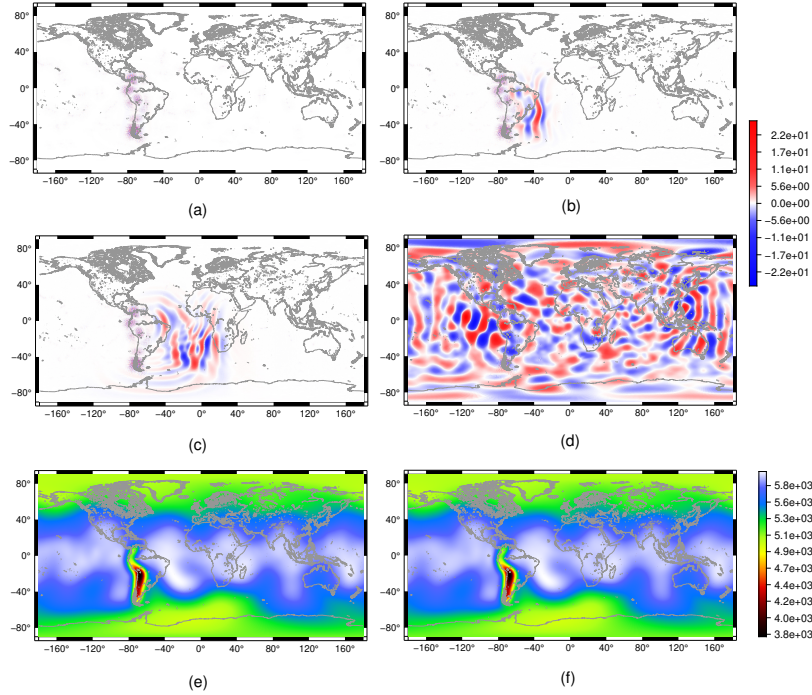 80°
40°
0°
−40°
−80°
−160° −120° −80° −40° 0° 40° 80° 120° 160°
(a)
80°
40°
0°
−40°
−80°
−160° −120° −80° −40° 0° 40° 80° 120° 160°
(b)
2.2e+01
1.7e+01
1.1e+01
5.6e+00
0.0e+00
−5.6e+00
−1.1e+01
−1.7e+01
−2.2e+01
80°
40°
0°
−40°
−80°
−160° −120° −80° −40° 0° 40° 80° 120° 160°
(c)
80°
40°
0°
−40°
−80°
−160° −120° −80° −40° 0° 40° 80° 120° 160°
(d)
80°
40°
0°
−40°
−80°
−160° −120° −80° −40° 0° 40° 80° 120° 160°
(e)
80°
40°
0°
−40°
−80°
−160° −120° −80° −40° 0° 40° 80° 120° 160°
(f)
5.8e+03
5.6e+03
5.3e+03
5.1e+03
4.9e+03
4.7e+03
4.4e+03
4.2e+03
4.0e+03
3.8e+03